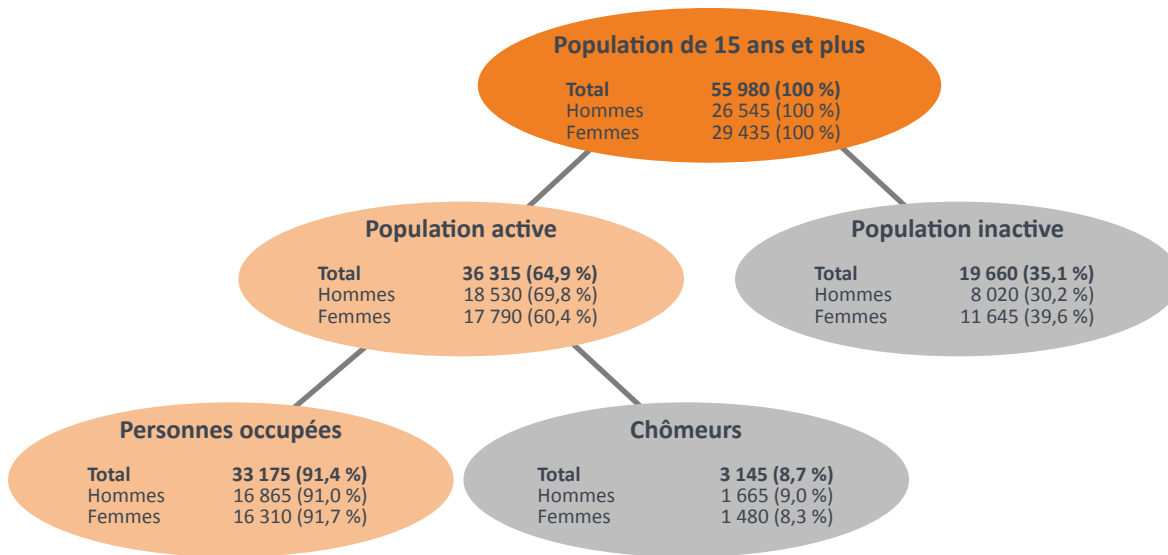 Population de 15 ans et plus
Total 55 980 (100 %)
Hommes 26 545 (100 %)
Femmes 29 435 (100 %)
Population active
Total 36 315 (64,9 %)
Hommes 18 530 (69,8 %)
Femmes 17 790 (60,4 %)
Population inactive
Total 19 660 (35,1 %)
Hommes 8 020 (30,2 %)
Femmes 11 645 (39,6 %)
Personnes occupées
Total 33 175 (91,4 %)
Hommes 16 865 (91,0 %)
Femmes 16 310 (91,7 %)
Chômeurs
Total 3 145 (8,7 %)
Hommes 1 665 (9,0 %)
Femmes 1 480 (8,3 %)